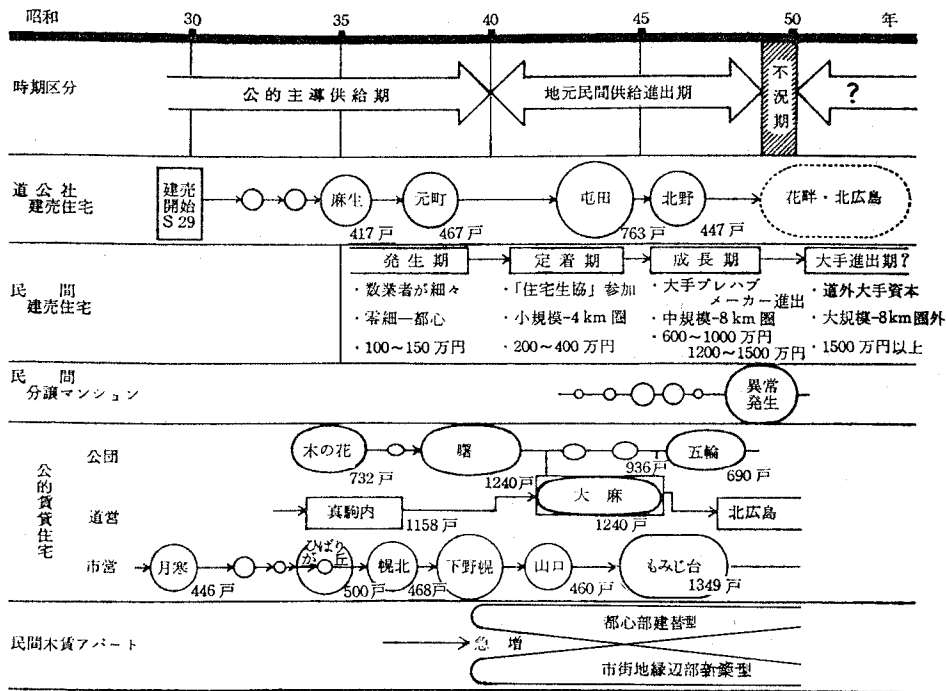 昭和 30 35 40 45 50 年
時期区分
公的主導供給期
地元民間供給進出期
不況期
?
道公社
建売住宅
建売
開始
S 29
麻生
417戸
元町
467戸
屯田
763戸
北野
447戸
花畔・北広島
民間
建売住宅
発生期
・数業者が細々
・零細―都心
・100~150万円
定着期
・「住宅生協」参加
・小規模-4km圏
・200~400万円
成長期
・大手プレハブ
メーカー進出
・中規模-8km圏
・600~1000万円
1200~1500万円
大手進出期?
・道外大手資本
・大規模-8km圏外
・1500万円以上
民間
分譲マンション
異常
発生
公的賃貸住宅
公団
木の花
732戸
曙
1240戸
936戸
五輪
690戸
道営
真駒内
1158戸
大麻
1240戸
北広島
市営
月寒
446戸
ひばり
が丘
500戸
幌北
468戸
下野幌
山口
460戸
もみじ台
1349戸
民間木賃アパート
急増
都心部建替型
市街地縁辺部新築型